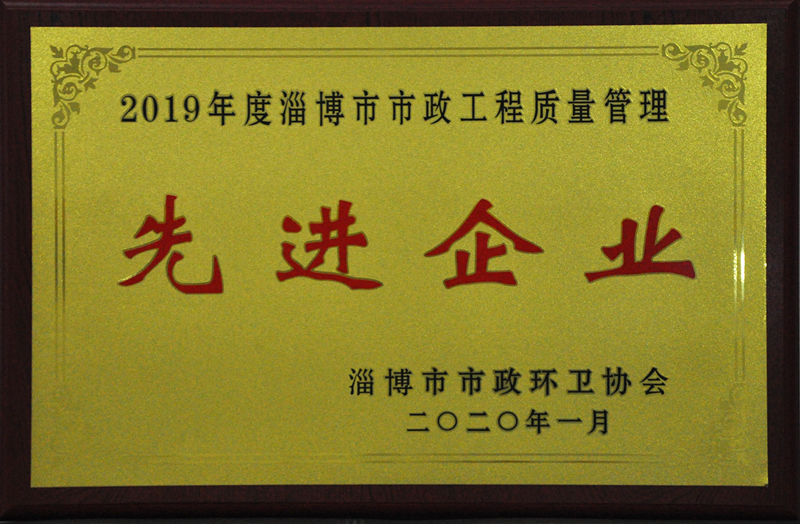 2019年度淄博市市政工程质量管理
先进企业
淄博市市政环卫协会
二〇二〇年一月